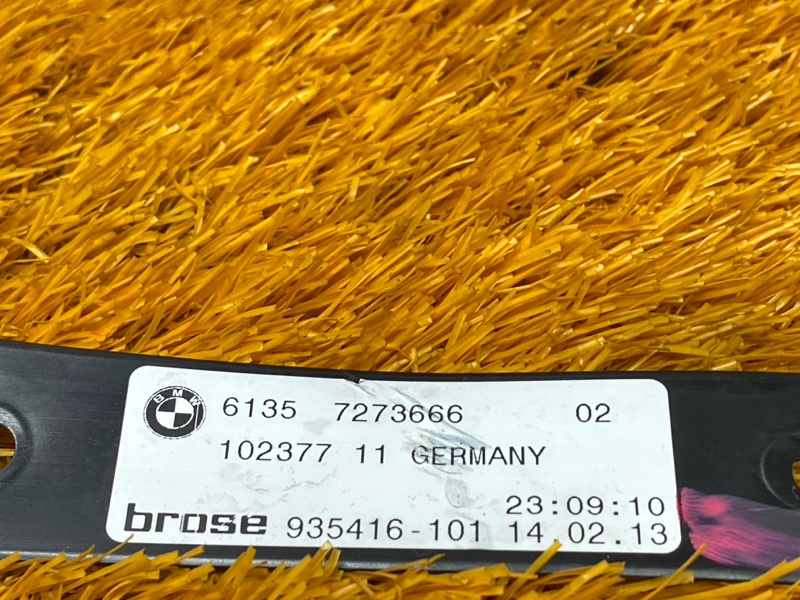 BMW 6135 7273666 02
102377 11 GERMANY
23:09:10
brose 935416-101 14.02.13